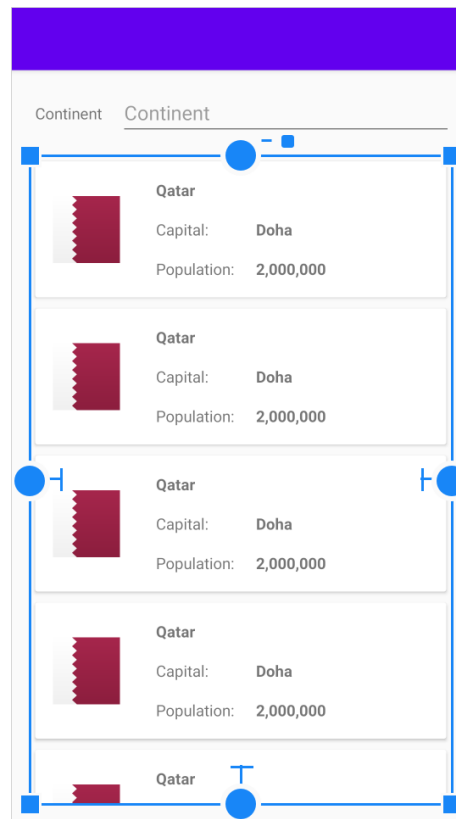 Continent Continent
Qatar
Capital: Doha
Population: 2,000,000
Qatar
Capital: Doha
Population: 2,000,000
Qatar
Capital: Doha
Population: 2,000,000
Qatar
Capital: Doha
Population: 2,000,000
Qatar